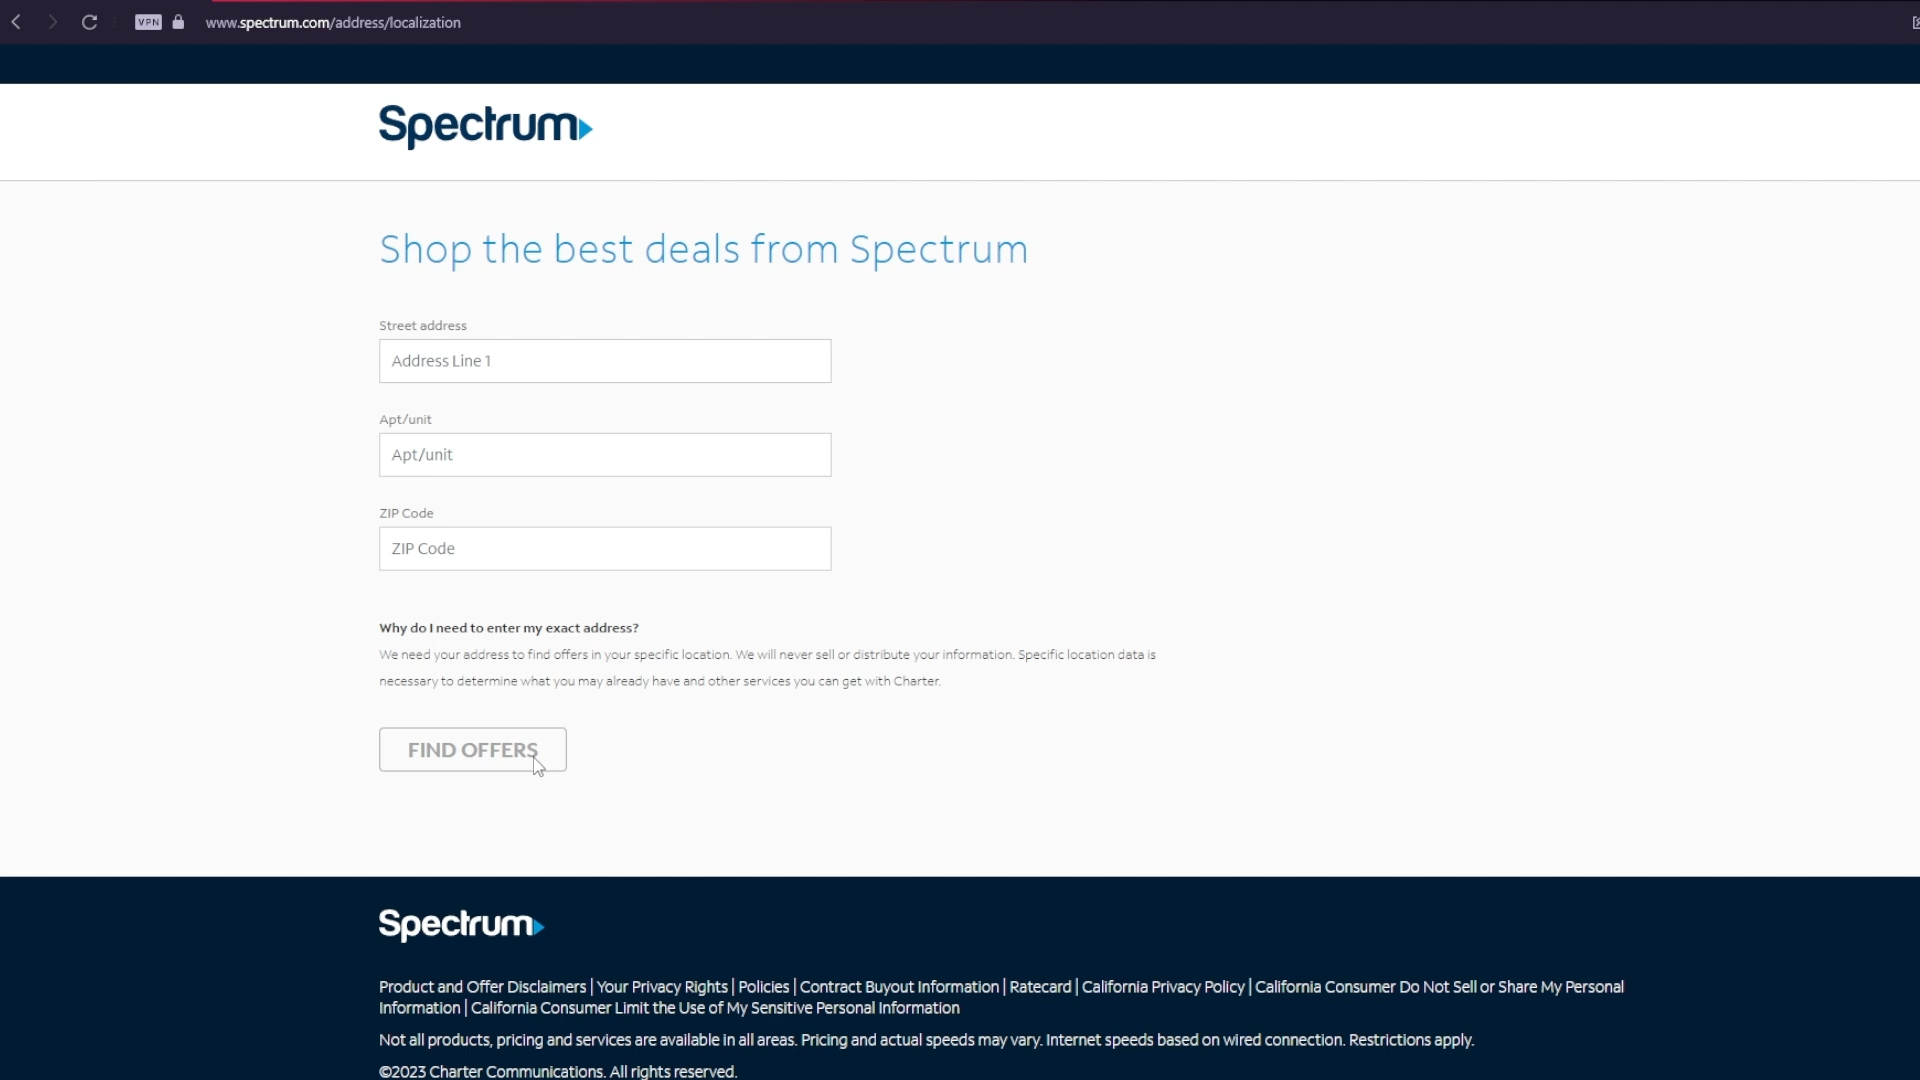 VPN
www.spectrum.com/address/localization
Spectrum
Shop the best deals from Spectrum
Street address
Address Line 1
Apt/unit
Apt/unit
ZIP Code
ZIP Code
Why do I need to enter my exact address?
We need your address to find offers in your specific location. We will never sell or distribute your information. Specific location data is
necessary to determine what you may already have and other services you can get with Charter.
FIND OFFERS
Spectrum
Product and Offer Disclaimers | Your Privacy Rights | Policies | Contract Buyout Information | Ratecard | California Privacy Policy | California Consumer Do Not Sell or Share My Personal
Information | California Consumer Limit the Use of My Sensitive Personal Information
Not all products, pricing and services are available in all areas. Pricing and actual speeds may vary. Internet speeds based on wired connection. Restrictions apply.
©2023 Charter Communications. All rights reserved.